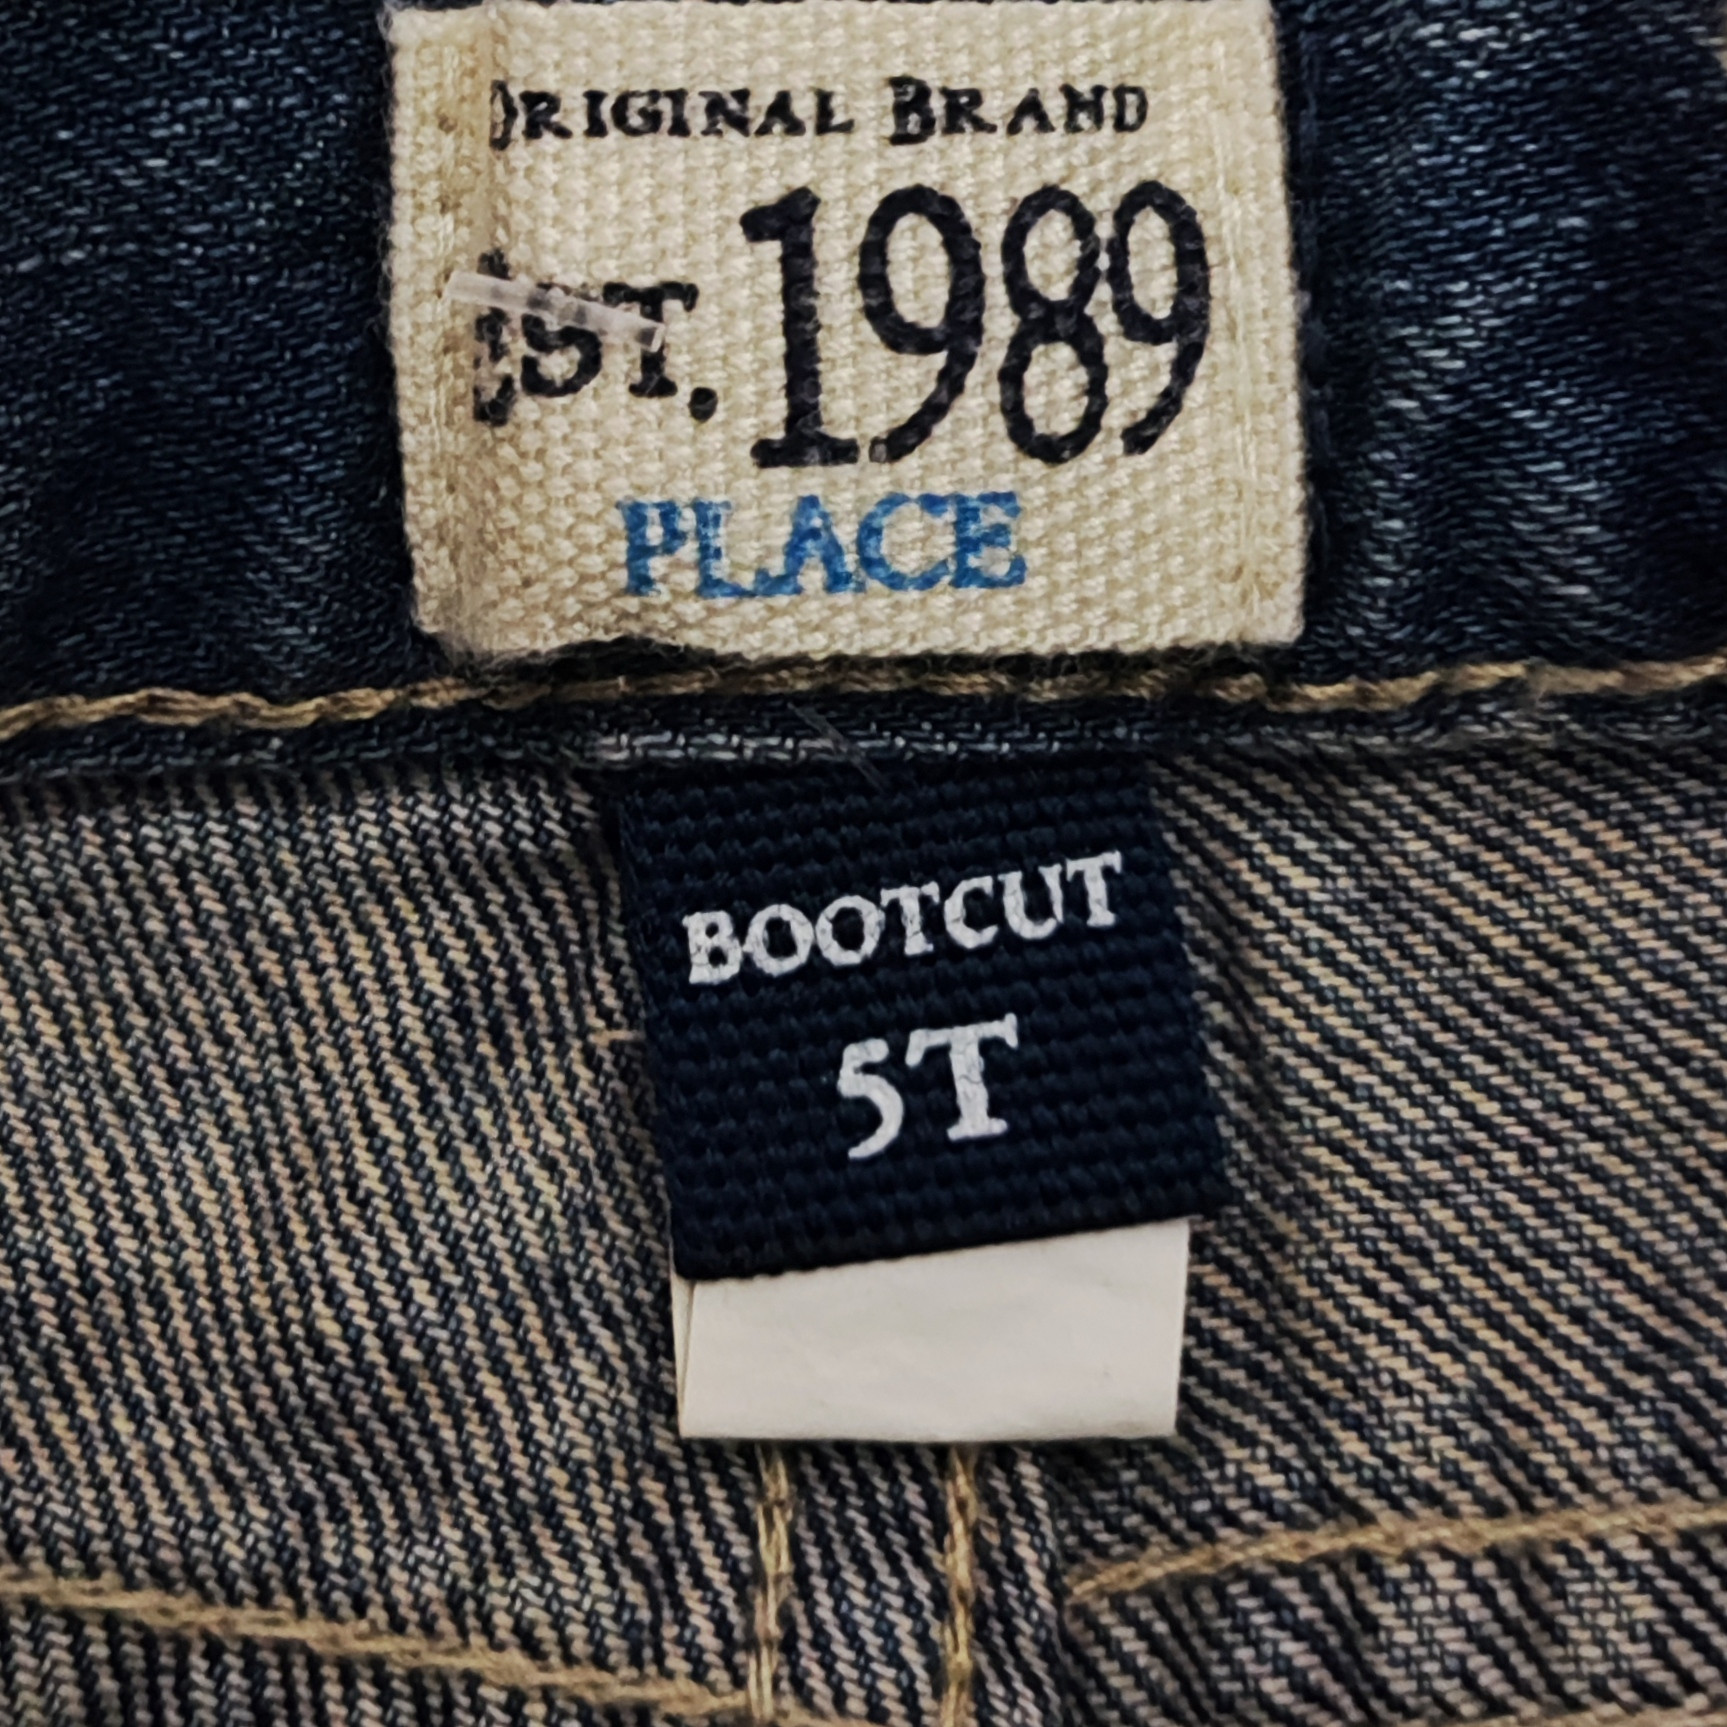 ORIGINAL BRAND
EST. 1989
PLACE
BOOTCUT
5T